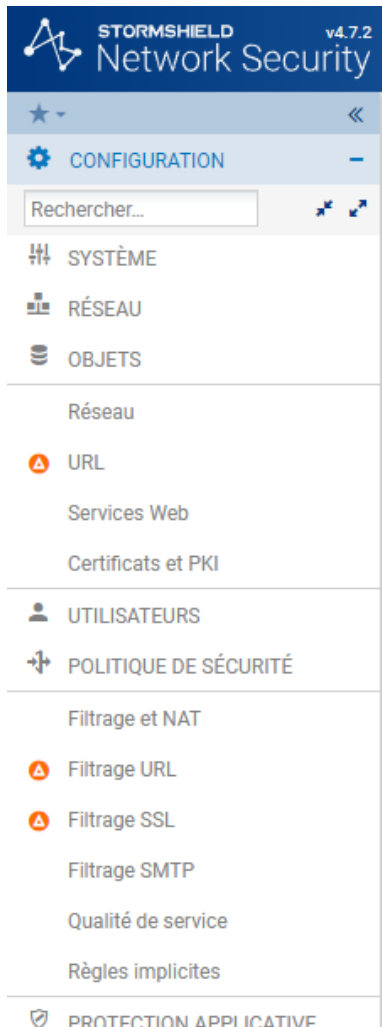 STORMSHIELD v4.7.2
Network Security
CONFIGURATION
Rechercher...
SYSTÈME
RÉSEAU
OBJETS
Réseau
URL
Services Web
Certificats et PKI
UTILISATEURS
POLITIQUE DE SÉCURITÉ
Filtrage et NAT
Filtrage URL
Filtrage SSL
Filtrage SMTP
Qualité de service
Règles implicites
PROTECTION APPLICATIVE